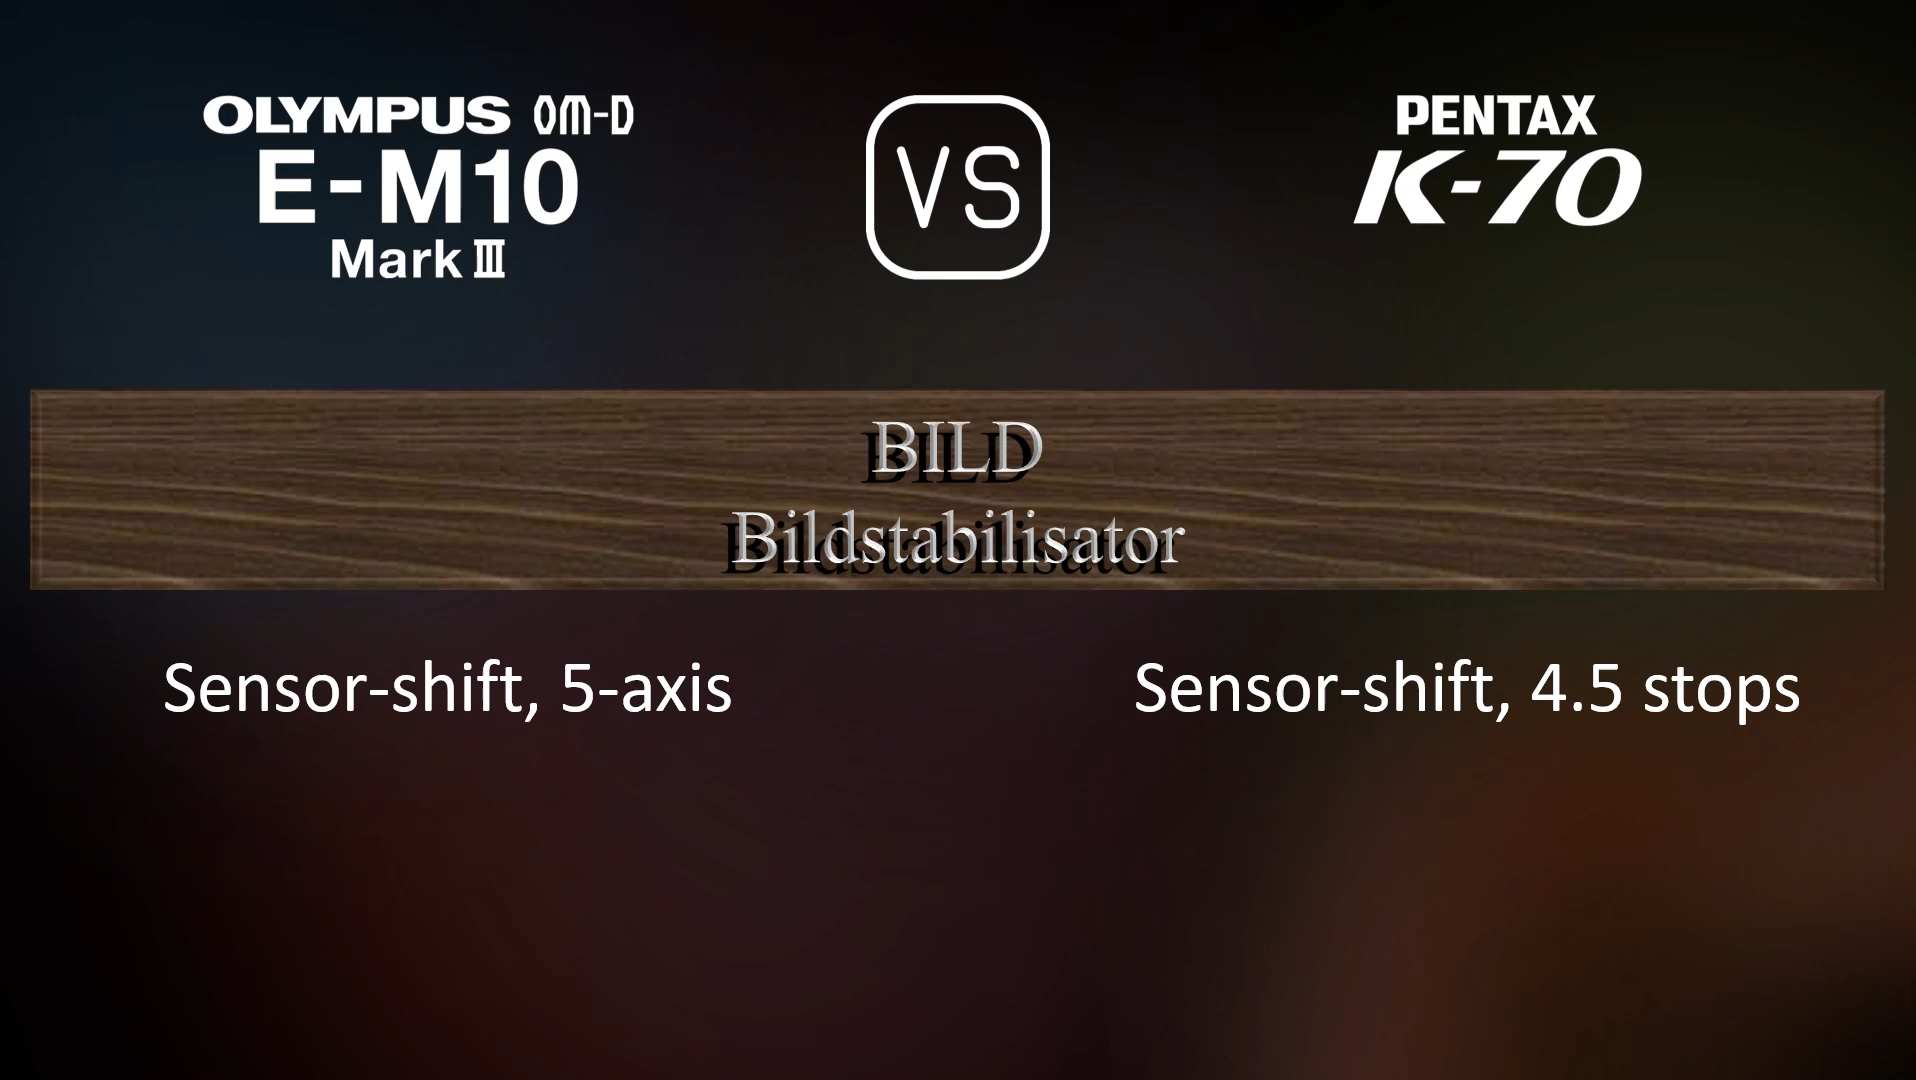 OLYMPUS OM-D
E-M10
Mark III
VS
PENTAX
K-70
BILD
Bildstabilisator
Sensor-shift, 5-axis
Sensor-shift, 4.5 stops